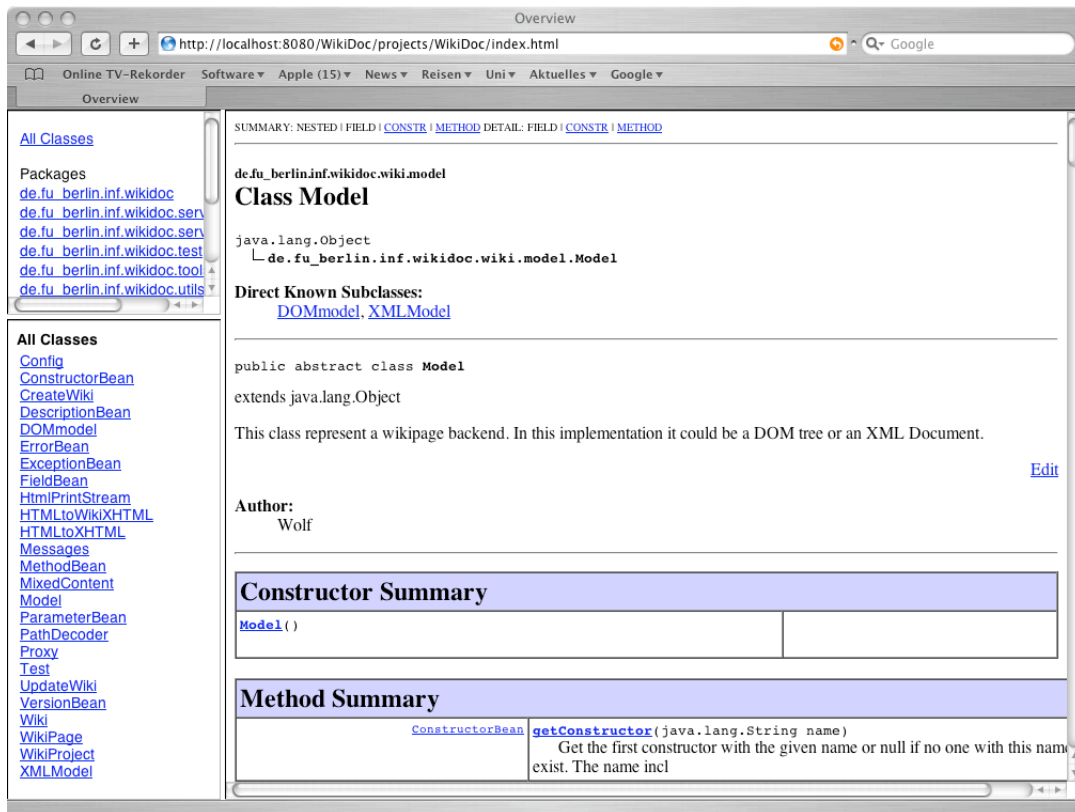 Overview
http://localhost:8080/WikiDoc/projects/WikiDoc/index.html
Google
Online TV-Rekorder Software Apple (15) News Reisen Uni Aktuelles Google
Overview
All Classes
Packages
de.fu_berlin.inf.wikidoc
de.fu_berlin.inf.wikidoc.serv
de.fu_berlin.inf.wikidoc.serv
de.fu_berlin.inf.wikidoc.test
de.fu_berlin.inf.wikidoc.tool
de.fu_berlin.inf.wikidoc.utils
All Classes
Config
ConstructorBean
CreateWiki
DescriptionBean
DOMmodel
ErrorBean
ExceptionBean
FieldBean
HtmlPrintStream
HTMLtoWikiXHTML
HTMLtoXHTML
Messages
MethodBean
MixedContent
Model
ParameterBean
PathDecoder
Proxy
Test
UpdateWiki
VersionBean
Wiki
WikiPage
WikiProject
XMLModel
SUMMARY: NESTED | FIELD | CONSTR | METHOD DETAIL: FIELD | CONSTR | METHOD
de.fu_berlin.inf.wikidoc.wiki.model
Class Model
java.lang.Object
de.fu_berlin.inf.wikidoc.wiki.model.Model
Direct Known Subclasses:
DOMmodel, XMLModel
public abstract class Model
extends java.lang.Object
This class represent a wikipage backend. In this implementation it could be a DOM tree or an XML Document.
Edit
Author:
Wolf
Constructor Summary
Model()
Method Summary
ConstructorBean getConstructor(java.lang.String name)
Get the first constructor with the given name or null if no one with this name
exist. The name incl